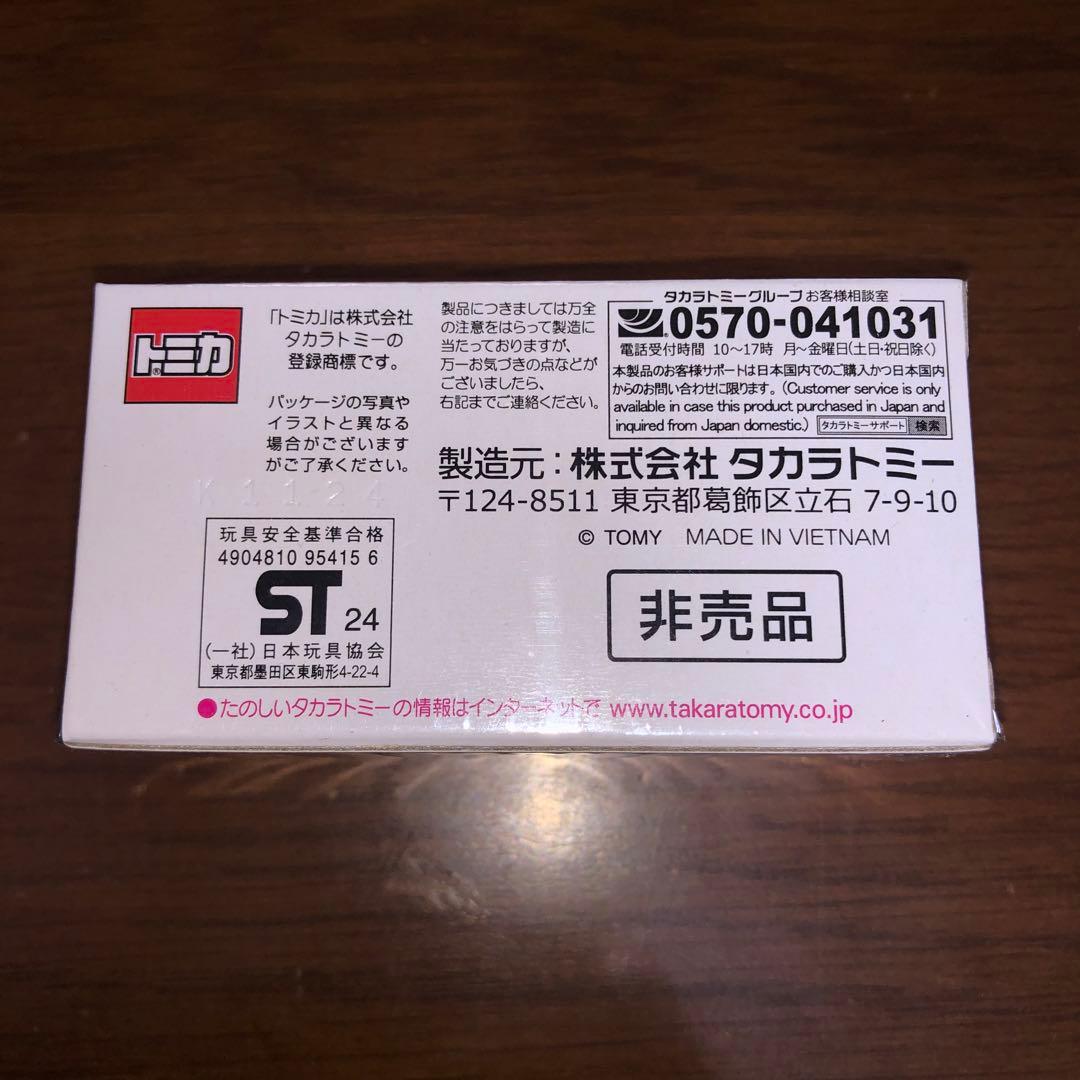 トミカ®
「トミカ」は株式会社
タカラトミーの
登録商標です。
パッケージの写真や
イラストと異なる
場合がございます
がご了承ください。
K1124
玩具安全基準合格
4904810 95415 6
ST 24
(一社)日本玩具協会
東京都墨田区東駒形4-22-4
製品につきましては万全
の注意をはらって製造に
当たっておりますが、
万一お気づきの点などが
ございましたら、
右記までご連絡ください。
タカラトミーグループ お客様相談室
0570-041031
電話受付時間 10〜17時 月〜金曜日(土日・祝日除く)
本製品のお客様サポートは日本国内でのご購入かつ日本国内
からのお問い合わせに限ります。(Customer service is only
available in case this product purchased in Japan and
inquired from Japan domestic.) タカラトミーサポート 検索
製造元:株式会社 タカラトミー
〒124-8511 東京都葛飾区立石 7-9-10
© TOMY MADE IN VIETNAM
非売品
●たのしいタカラトミーの情報はインターネットで www.takaratomy.co.jp